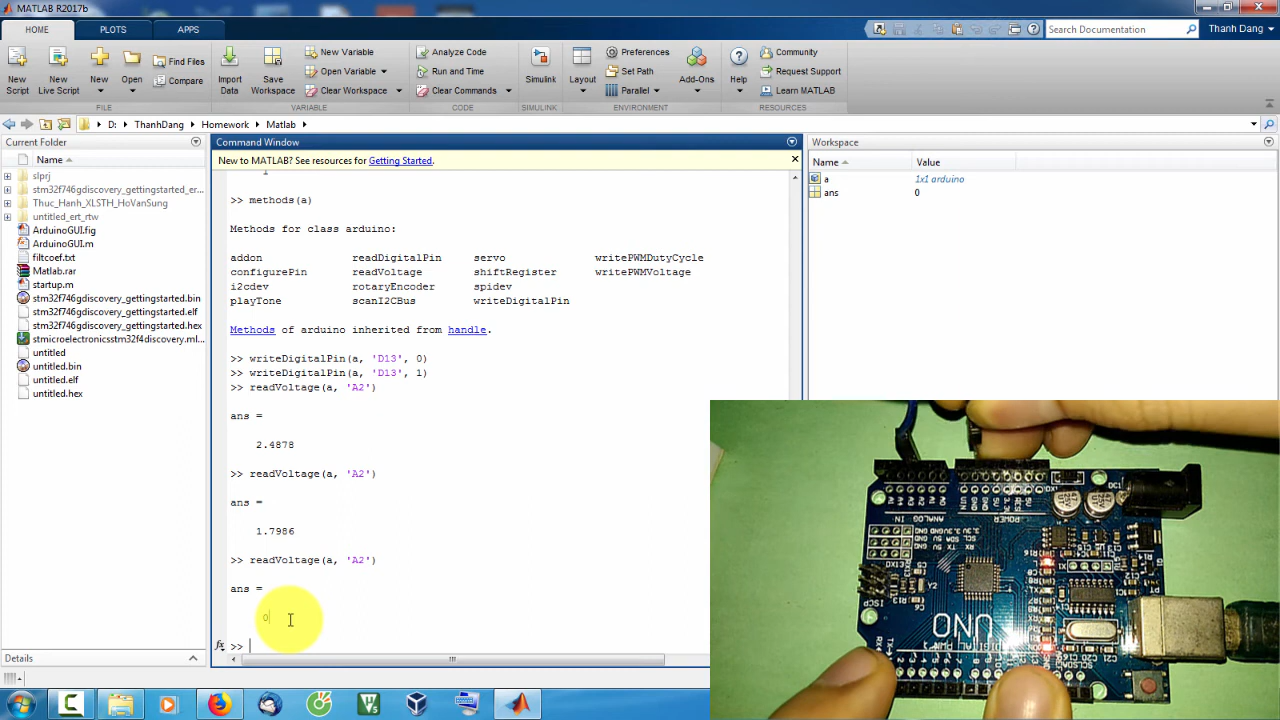 MATLAB R2017b
HOME PLOTS APPS
Search Documentation
Thanh Dang
New Script
New Live Script
New
Open
Find Files
Compare
FILE
Import Data
Save Workspace
New Variable
Open Variable
Clear Workspace
VARIABLE
Analyze Code
Run and Time
Clear Commands
CODE
Simulink
SIMULINK
Layout
Preferences
Set Path
Parallel
Add-Ons
ENVIRONMENT
Help
Community
Request Support
Learn MATLAB
RESOURCES
D: ▸ ThanhDang ▸ Homework ▸ Matlab ▸
Current Folder
Name
slprj
stm32f746gdiscovery_gettingstarted_er...
Thuc_Hanh_XLSTH_HoVanSung
untitled_ert_rtw
ArduinoGUI.fig
ArduinoGUI.m
filtcoef.txt
Matlab.rar
startup.m
stm32f746gdiscovery_gettingstarted.bin
stm32f746gdiscovery_gettingstarted.elf
stm32f746gdiscovery_gettingstarted.hex
stmicroelectronicsstm32f4discovery.ml...
untitled
untitled.bin
untitled.elf
untitled.hex
Details
Command Window
New to MATLAB? See resources for Getting Started.
>> methods(a)
Methods for class arduino:
addon readDigitalPin servo writePWMDutyCycle
configurePin readVoltage shiftRegister writePWMVoltage
i2cdev rotaryEncoder spidev
playTone scanI2CBus writeDigitalPin
Methods of arduino inherited from handle.
>> writeDigitalPin(a, 'D13', 0)
>> writeDigitalPin(a, 'D13', 1)
>> readVoltage(a, 'A2')
ans =
2.4878
>> readVoltage(a, 'A2')
ans =
1.7986
>> readVoltage(a, 'A2')
ans =
0
fx >>
Workspace
Name Value
a 1x1 arduino
ans 0
ANALOG IN
POWER
ICSP
UNO